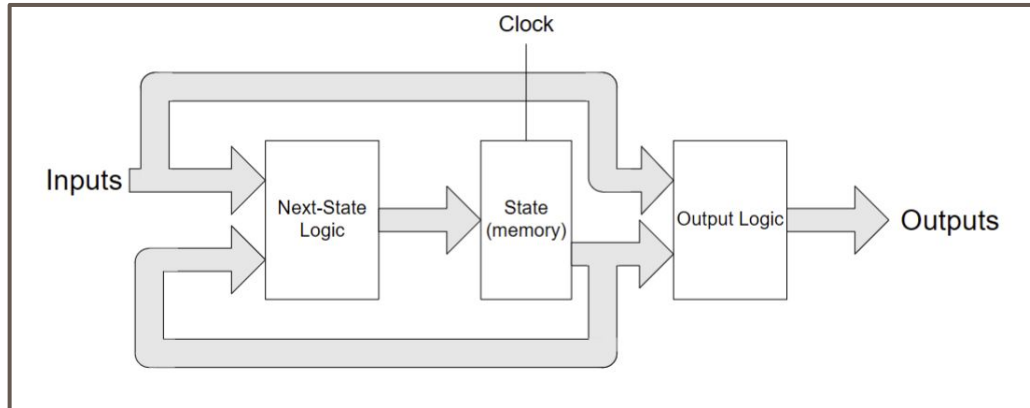 Clock
Inputs
Next-State
Logic
State
(memory)
Output Logic
Outputs